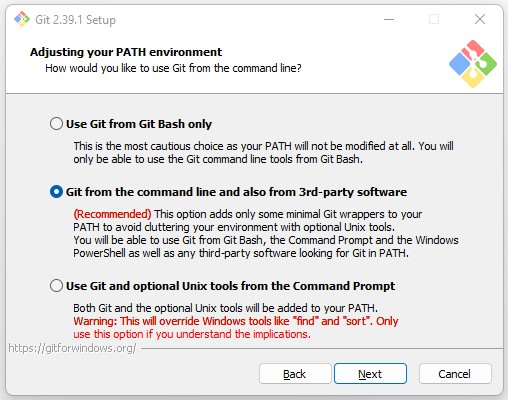 Git 2.39.1 Setup
Adjusting your PATH environment
How would you like to use Git from the command line?
Use Git from Git Bash only
This is the most cautious choice as your PATH will not be modified at all. You will
only be able to use the Git command line tools from Git Bash.
Git from the command line and also from 3rd-party software
(Recommended) This option adds only some minimal Git wrappers to your
PATH to avoid cluttering your environment with optional Unix tools.
You will be able to use Git from Git Bash, the Command Prompt and the Windows
PowerShell as well as any third-party software looking for Git in PATH.
Use Git and optional Unix tools from the Command Prompt
Both Git and the optional Unix tools will be added to your PATH.
Warning: This will override Windows tools like "find" and "sort". Only
use this option if you understand the implications.
https://gitforwindows.org/
Back Next Cancel